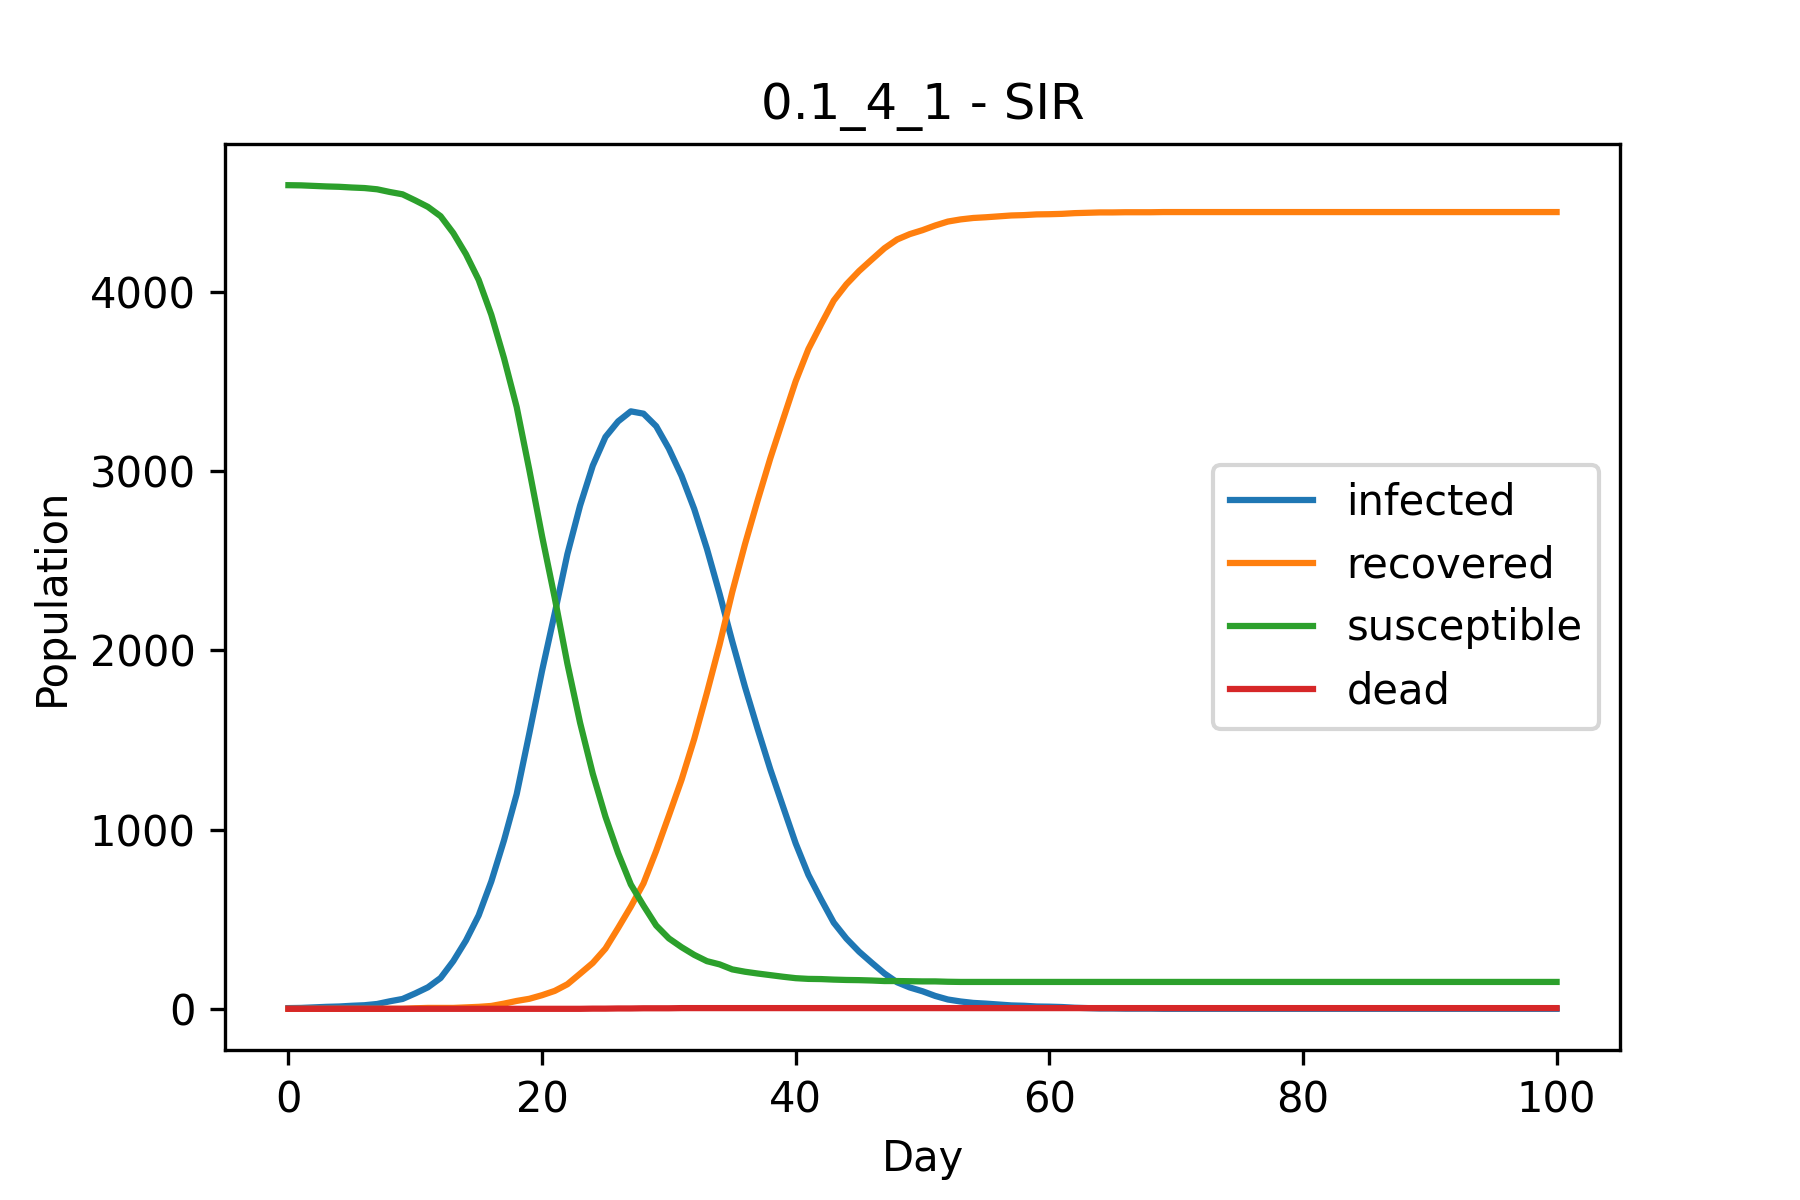 0.1_4_1 - SIR
Population
4000
3000
2000
1000
0
infected
recovered
susceptible
dead
0 20 40 60 80 100
Day